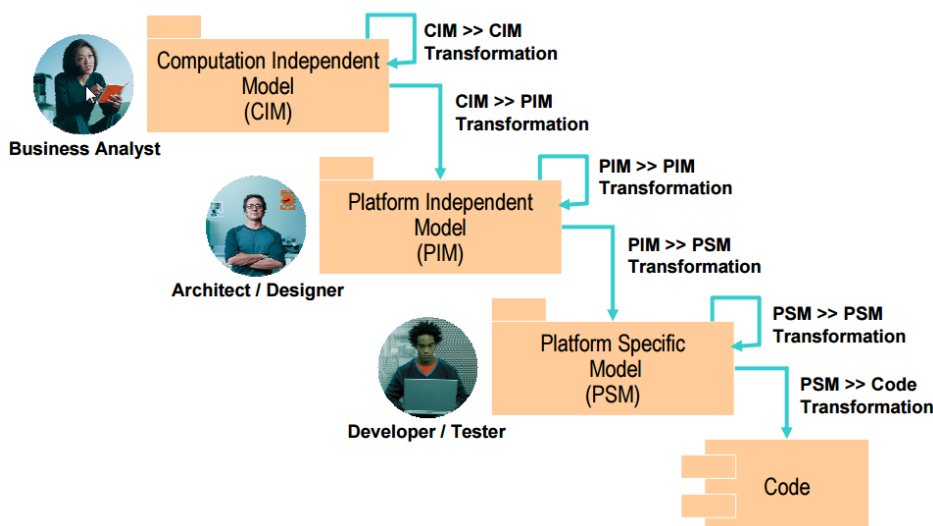 CIM >> CIM
Transformation
Computation Independent
Model
(CIM)
Business Analyst
CIM >> PIM
Transformation
PIM >> PIM
Transformation
Platform Independent
Model
(PIM)
Architect / Designer
PIM >> PSM
Transformation
PSM >> PSM
Transformation
Platform Specific
Model
(PSM)
Developer / Tester
PSM >> Code
Transformation
Code